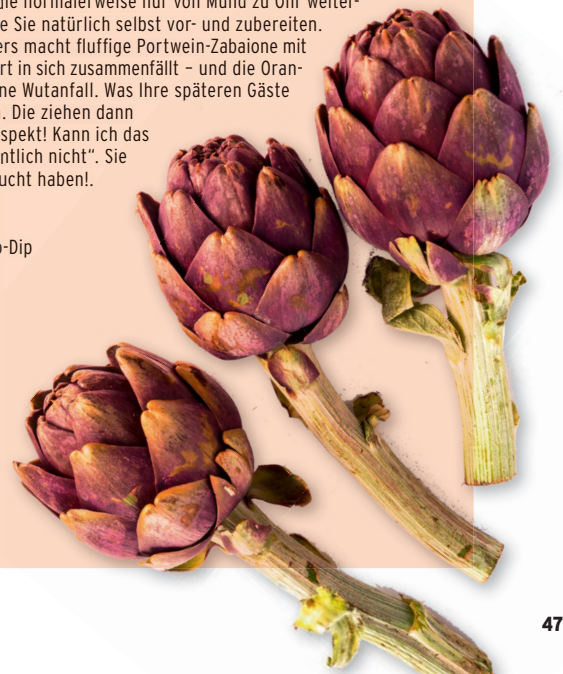 die normalerweise nur von Mund zu Ohr weiter-
e Sie natürlich selbst vor- und zubereiten.
ers macht fluffige Portwein-Zabaione mit
rt in sich zusammenfällt – und die Oran-
ne Wutanfall. Was Ihre späteren Gäste
. Die ziehen dann
spekt! Kann ich das
ntlich nicht“. Sie
ucht haben!.
-Dip
47